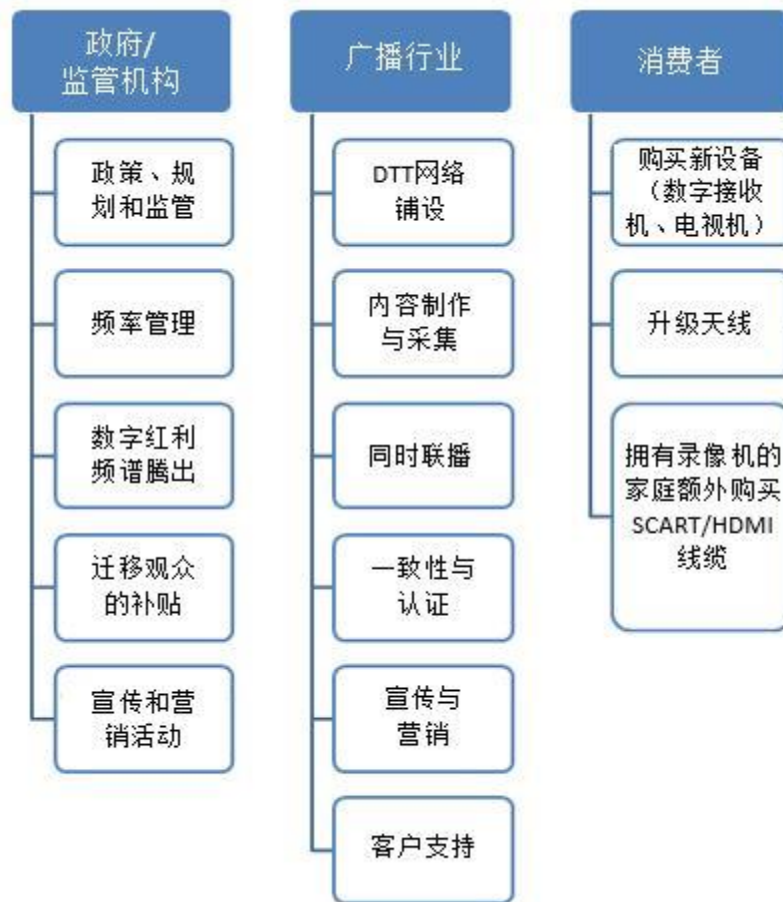 政府/
监管机构
政策、规
划和监管
频率管理
数字红利
频谱腾出
迁移观众
的补贴
宣传和营
销活动
广播行业
DTT网络
铺设
内容制作
与采集
同时联播
一致性与
认证
宣传与
营销
客户支持
消费者
购买新设备
（数字接收
机、电视机）
升级天线
拥有录像机的
家庭额外购买
SCART/HDMI
线缆